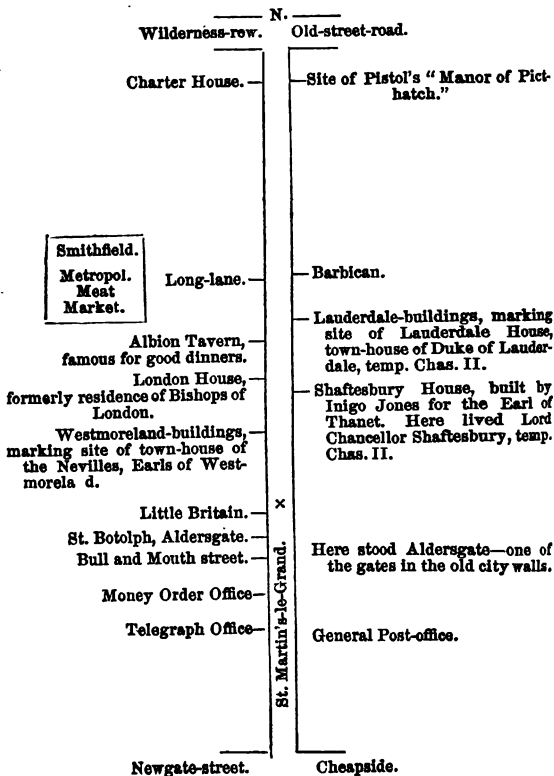 N.
Wilderness-row. Old-street-road.
Charter House.
Site of Pistol's "Manor of Pict-
hatch."
Smithfield.
Metropol.
Meat
Market.
Long-lane.
Barbican.
Lauderdale-buildings, marking
site of Lauderdale House,
town-house of Duke of Lauder-
dale, temp. Chas. II.
Albion Tavern,
famous for good dinners.
London House,
formerly residence of Bishops of
London.
Shaftesbury House, built by
Inigo Jones for the Earl of
Thanet. Here lived Lord
Chancellor Shaftesbury, temp.
Chas. II.
Westmoreland-buildings,
marking site of town-house of
the Nevilles, Earls of West-
morela d.
Little Britain.
×
St. Botolph, Aldersgate.
Bull and Mouth street.
Here stood Aldersgate—one of
the gates in the old city walls.
Money Order Office
Telegraph Office
General Post-office.
St. Martin's-le-Grand.
Newgate-street. Cheapside.